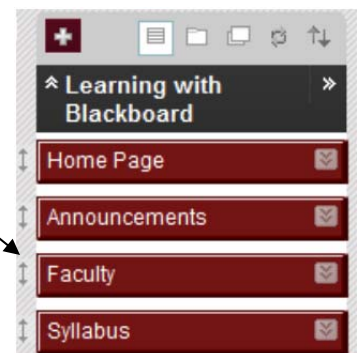 Learning with
Blackboard
Home Page
Announcements
Faculty
Syllabus